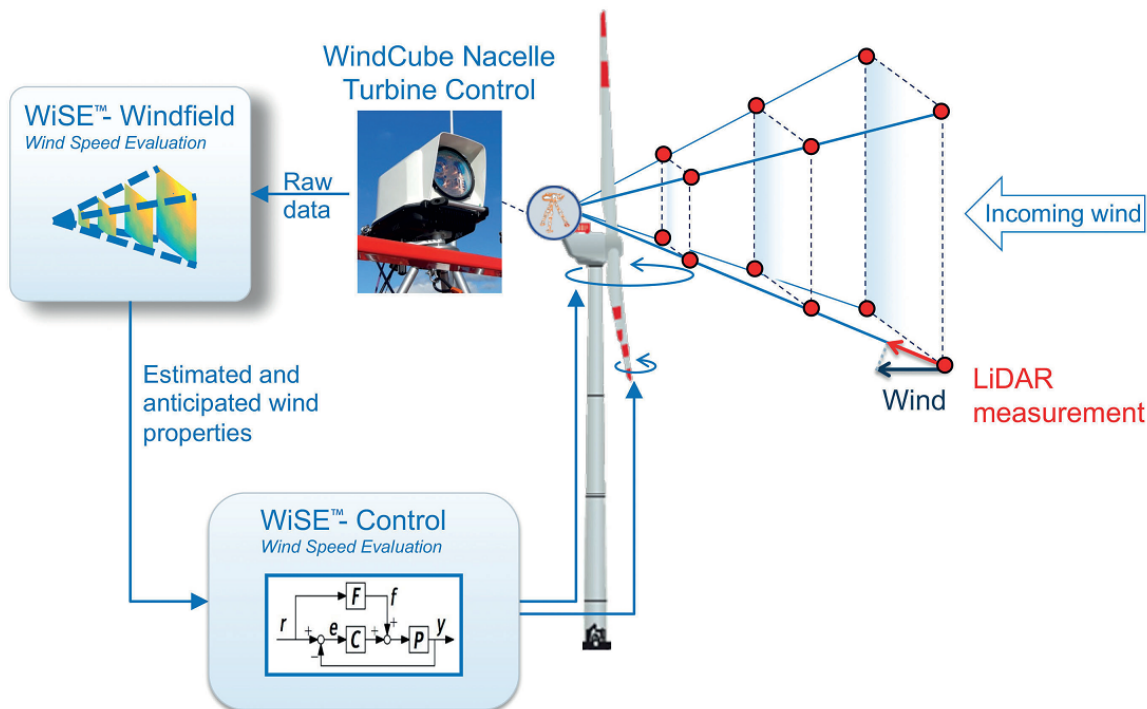 WindCube Nacelle
Turbine Control
WiSE™- Windfield
Wind Speed Evaluation
Raw
data
Incoming wind
Estimated and
anticipated wind
properties
Wind
LiDAR
measurement
WiSE™- Control
Wind Speed Evaluation
F
f
r
+
e
C
+
+
P
y
−